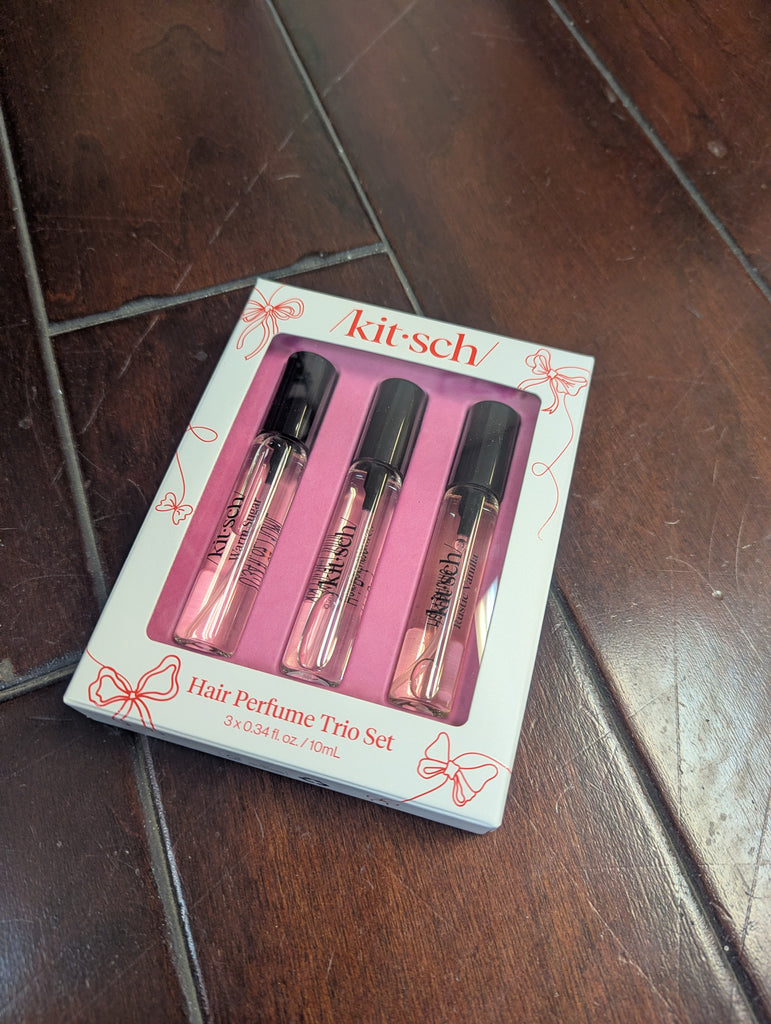 /kit·sch/
/kit·sch/
Warm Sugar
/kit·sch/
/kit·sch/
Rustic Vanilla
Hair Perfume Trio Set
3 x 0.34 fl. oz. / 10mL